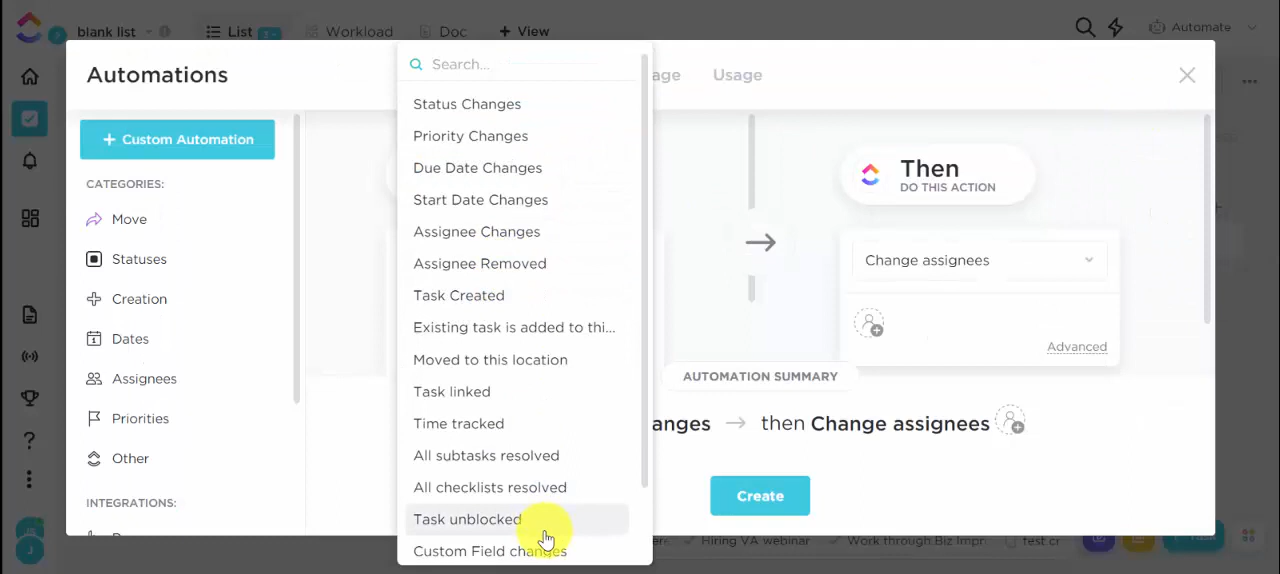 blank list
List
Workload
Doc
+ View
Automate
Automations
Search...
Usage
+ Custom Automation
CATEGORIES:
Move
Statuses
Creation
Dates
Assignees
Priorities
Other
INTEGRATIONS:
Status Changes
Priority Changes
Due Date Changes
Start Date Changes
Assignee Changes
Assignee Removed
Task Created
Existing task is added to thi...
Moved to this location
Task linked
Time tracked
All subtasks resolved
All checklists resolved
Task unblocked
Custom Field changes
Then
DO THIS ACTION
Change assignees
Advanced
AUTOMATION SUMMARY
anges → then Change assignees
Create
Hiring VA webinar
Work through Biz Impr
test cr
J